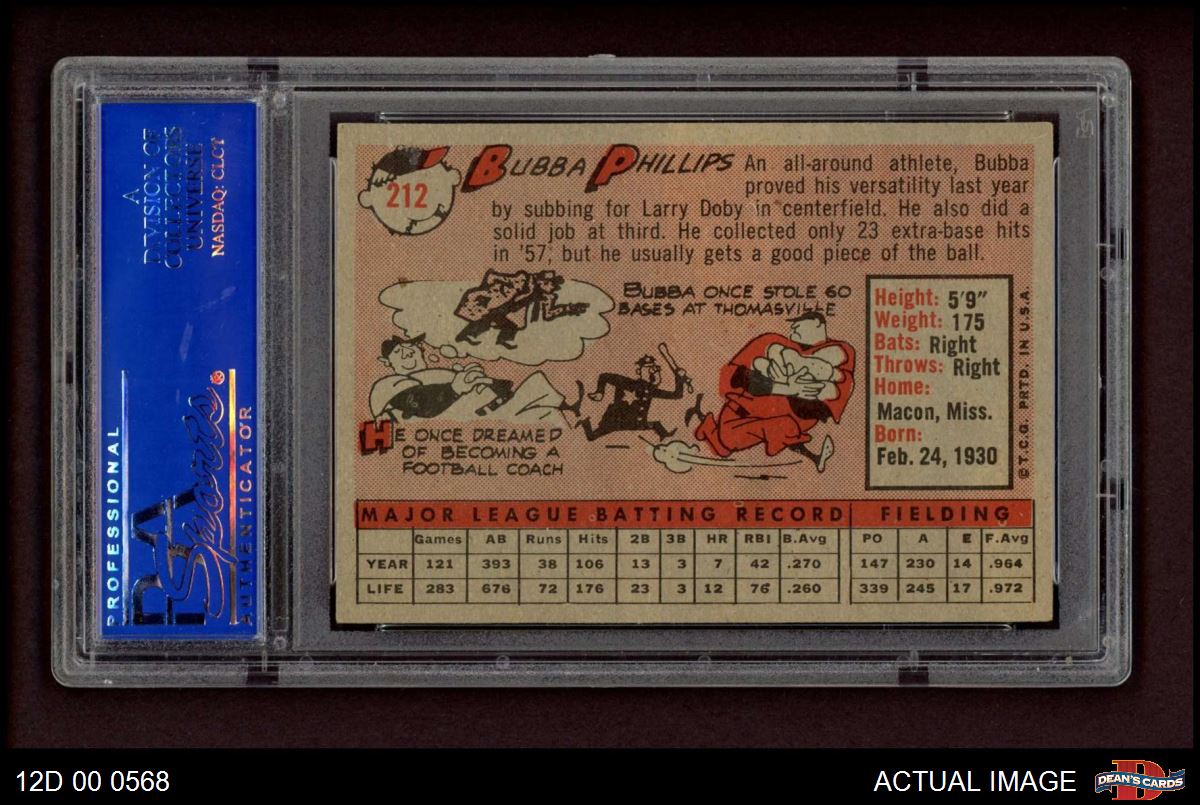 A
DIVISION OF
COLLECTORS
UNIVERSE
NASDAQ: CLCT
PROFESSIONAL
PSA
Sports®
AUTHENTICATOR
212
BUBBA PHILLIPS
An all-around athlete, Bubba
proved his versatility last year
by subbing for Larry Doby in centerfield. He also did a
solid job at third. He collected only 23 extra-base hits
in '57, but he usually gets a good piece of the ball.
BUBBA ONCE STOLE 60
BASES AT THOMASVILLE
HE ONCE DREAMED
OF BECOMING A
FOOTBALL COACH
Height: 5'9"
Weight: 175
Bats: Right
Throws: Right
Home:
Macon, Miss.
Born:
Feb. 24, 1930
© T.C.G. PRTD. IN U.S.A.
MAJOR LEAGUE BATTING RECORD FIELDING
Games AB Runs Hits 2B 3B HR RBI B.Avg PO A E F.Avg
YEAR 121 393 38 106 13 3 7 42 .270 147 230 14 .964
LIFE 283 676 72 176 23 3 12 76 .260 339 245 17 .972
12D 00 0568
ACTUAL IMAGE
DEAN'S CARDS